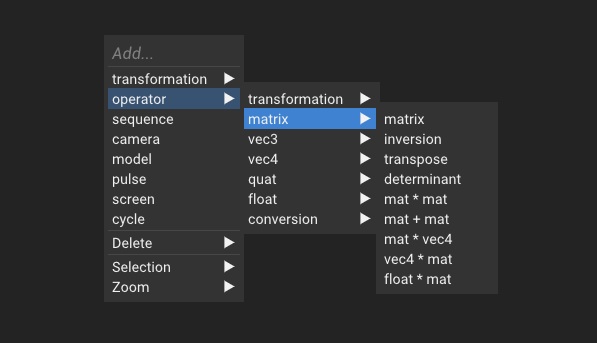 Add...
transformation
operator
sequence
camera
model
pulse
screen
cycle
Delete
Selection
Zoom
transformation
matrix
vec3
vec4
quat
float
conversion
matrix
inversion
transpose
determinant
mat * mat
mat + mat
mat * vec4
vec4 * mat
float * mat